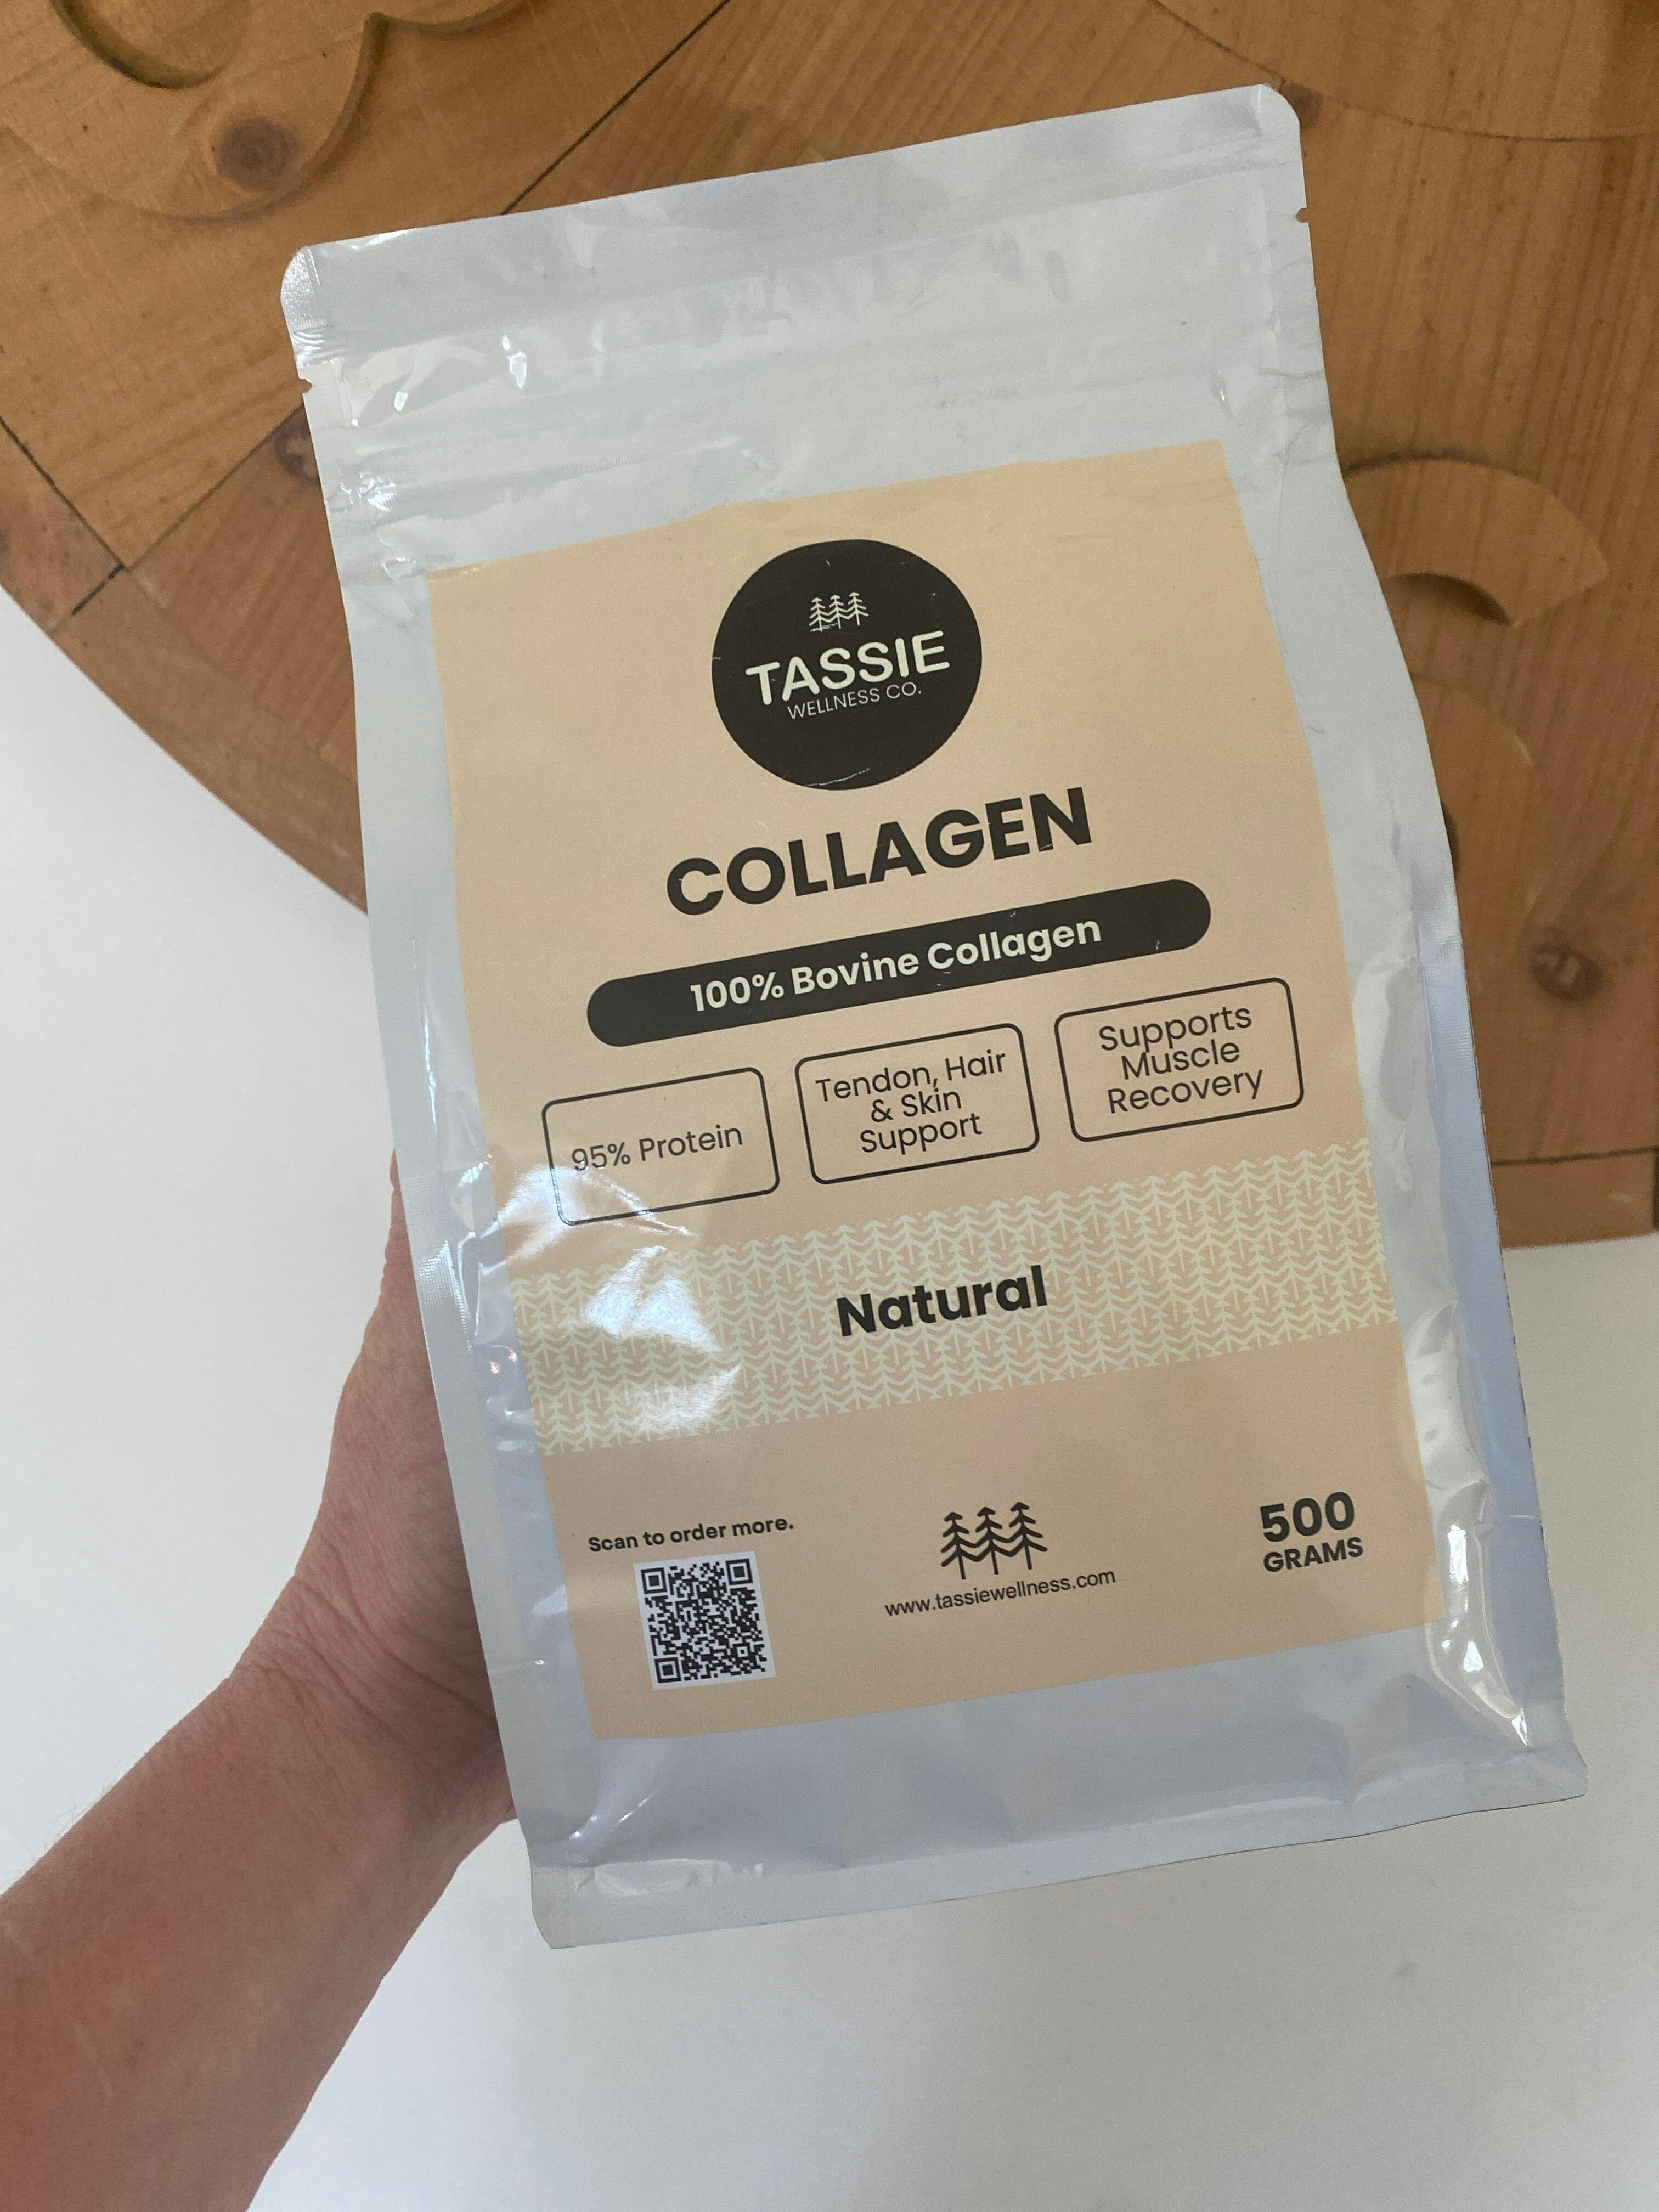 TASSIE
WELLNESS CO.
COLLAGEN
100% Bovine Collagen
95% Protein
Tendon, Hair
& Skin
Support
Supports
Muscle
Recovery
Natural
Scan to order more.
www.tassiewellness.com
500
GRAMS